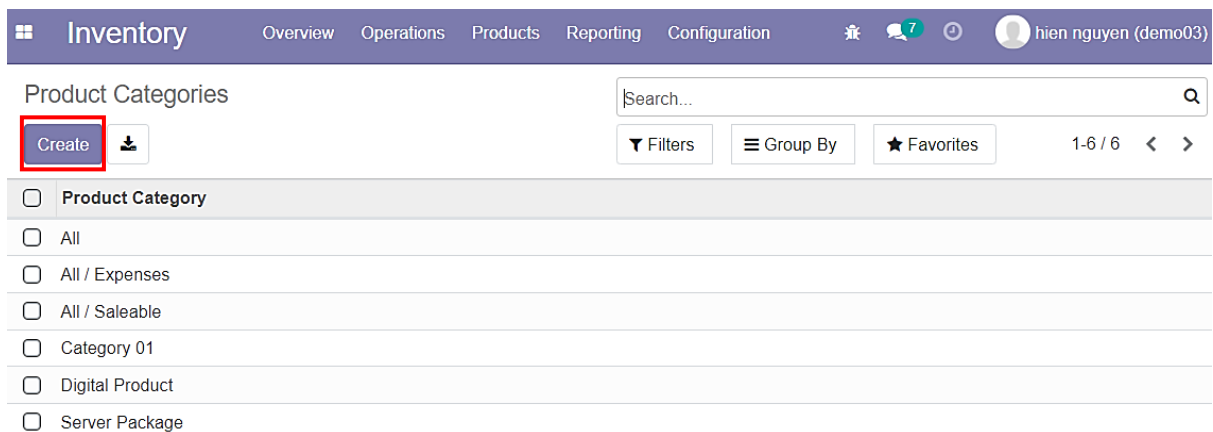 Inventory Overview Operations Products Reporting Configuration 7 hien nguyen (demo03)
Product Categories Search...
Create Filters Group By Favorites 1-6 / 6
Product Category
All
All / Expenses
All / Saleable
Category 01
Digital Product
Server Package